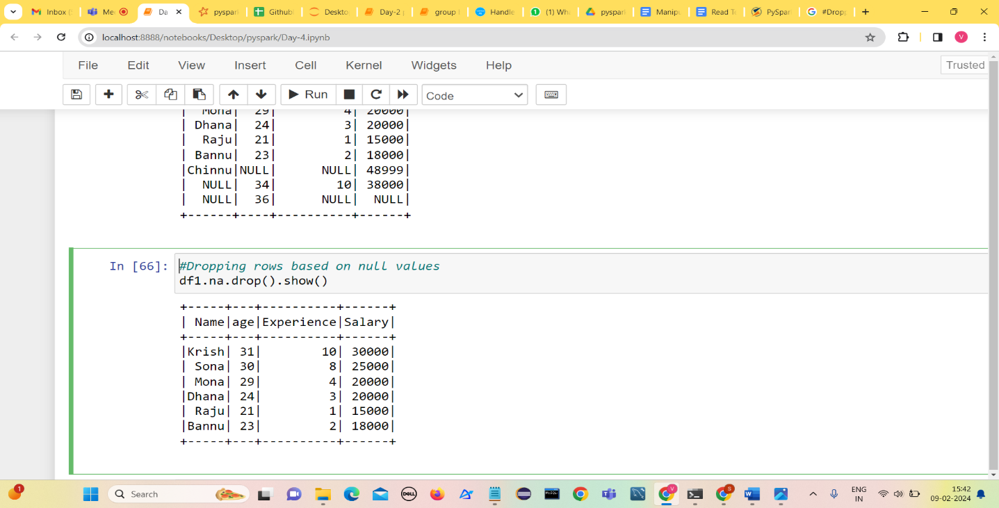 Inbox (
Me
Da
pyspar
Github
Deskto
Day-2 p
group
Handle
1 (1) Wh
pyspar
Manipu
Read T
PySpar
#Drop
localhost:8888/notebooks/Desktop/pyspark/Day-4.ipynb
V
File Edit View Insert Cell Kernel Widgets Help Trusted
Run Code
| Mona| 29| 4| 20000|
| Dhana| 24| 3| 20000|
| Raju| 21| 1| 15000|
| Bannu| 23| 2| 18000|
|Chinnu|NULL| NULL| 48999|
| NULL| 34| 10| 38000|
| NULL| 36| NULL| NULL|
+------+----+----------+------+
In [66]: #Dropping rows based on null values
df1.na.drop().show()
+-----+---+----------+------+
| Name|age|Experience|Salary|
+-----+---+----------+------+
|Krish| 31| 10| 30000|
| Sona| 30| 8| 25000|
| Mona| 29| 4| 20000|
|Dhana| 24| 3| 20000|
| Raju| 21| 1| 15000|
|Bannu| 23| 2| 18000|
+-----+---+----------+------+
1
Search
DELL
MySQL
V
S
W
ENG
IN
15:42
09-02-2024